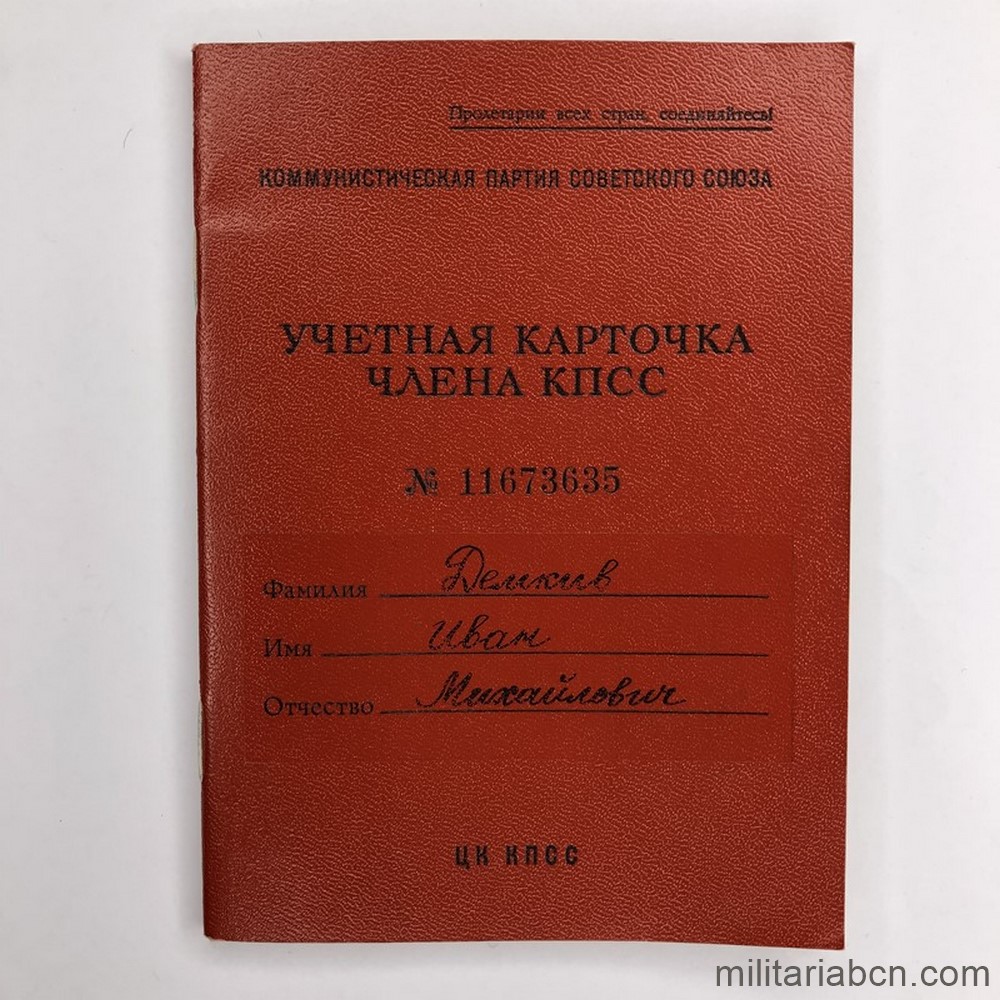 Пролетарии всех стран, соединяйтесь!
КОММУНИСТИЧЕСКАЯ ПАРТИЯ СОВЕТСКОГО СОЮЗА
УЧЕТНАЯ КАРТОЧКА
ЧЛЕНА КПСС
№ 11673635
Фамилия Демкив
Имя Иван
Отчество Михайлович
ЦК КПСС
militariabcn.com